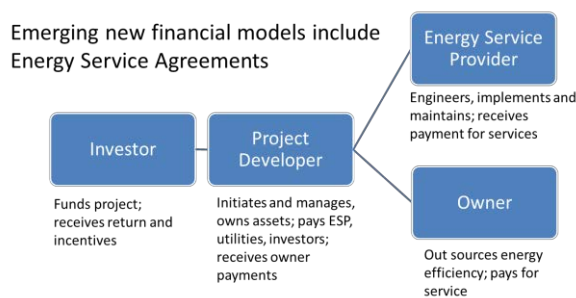 Emerging new financial models include
Energy Service Agreements
Energy Service
Provider
Engineers, implements and
maintains; receives
payment for services
Investor
Funds project;
receives return and
incentives
Project
Developer
Initiates and manages,
owns assets; pays ESP,
utilities, investors;
receives owner
payments
Owner
Out sources energy
efficiency; pays for
service